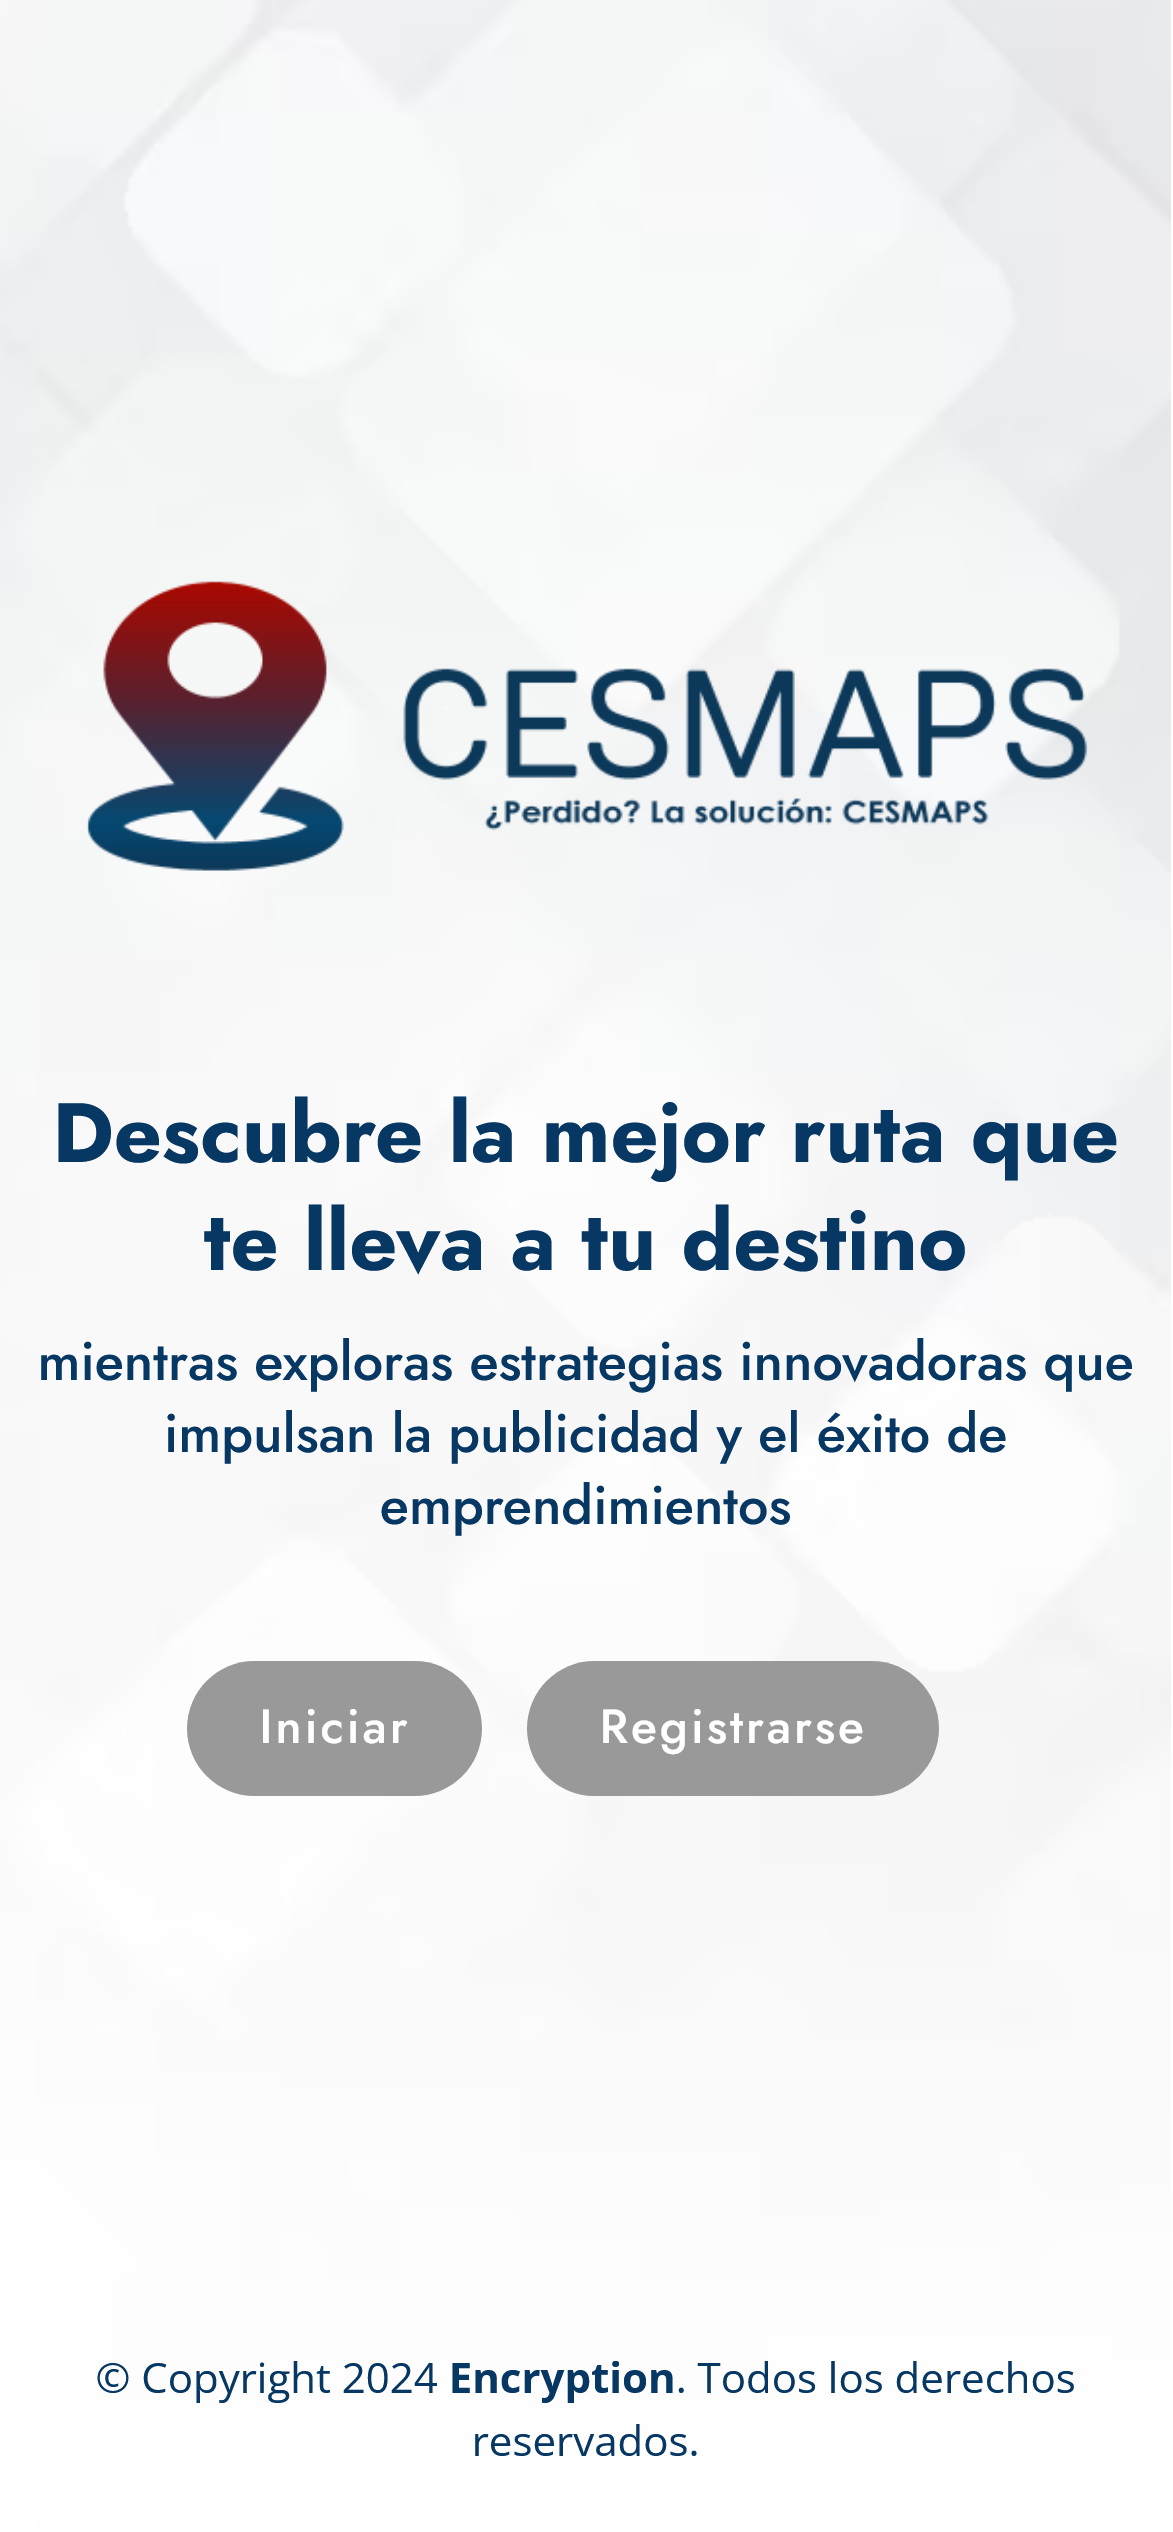 CESMAPS
¿Perdido? La solución: CESMAPS
Descubre la mejor ruta que
te lleva a tu destino
mientras exploras estrategias innovadoras que
impulsan la publicidad y el éxito de
emprendimientos
Iniciar Registrarse
© Copyright 2024 Encryption. Todos los derechos
reservados.